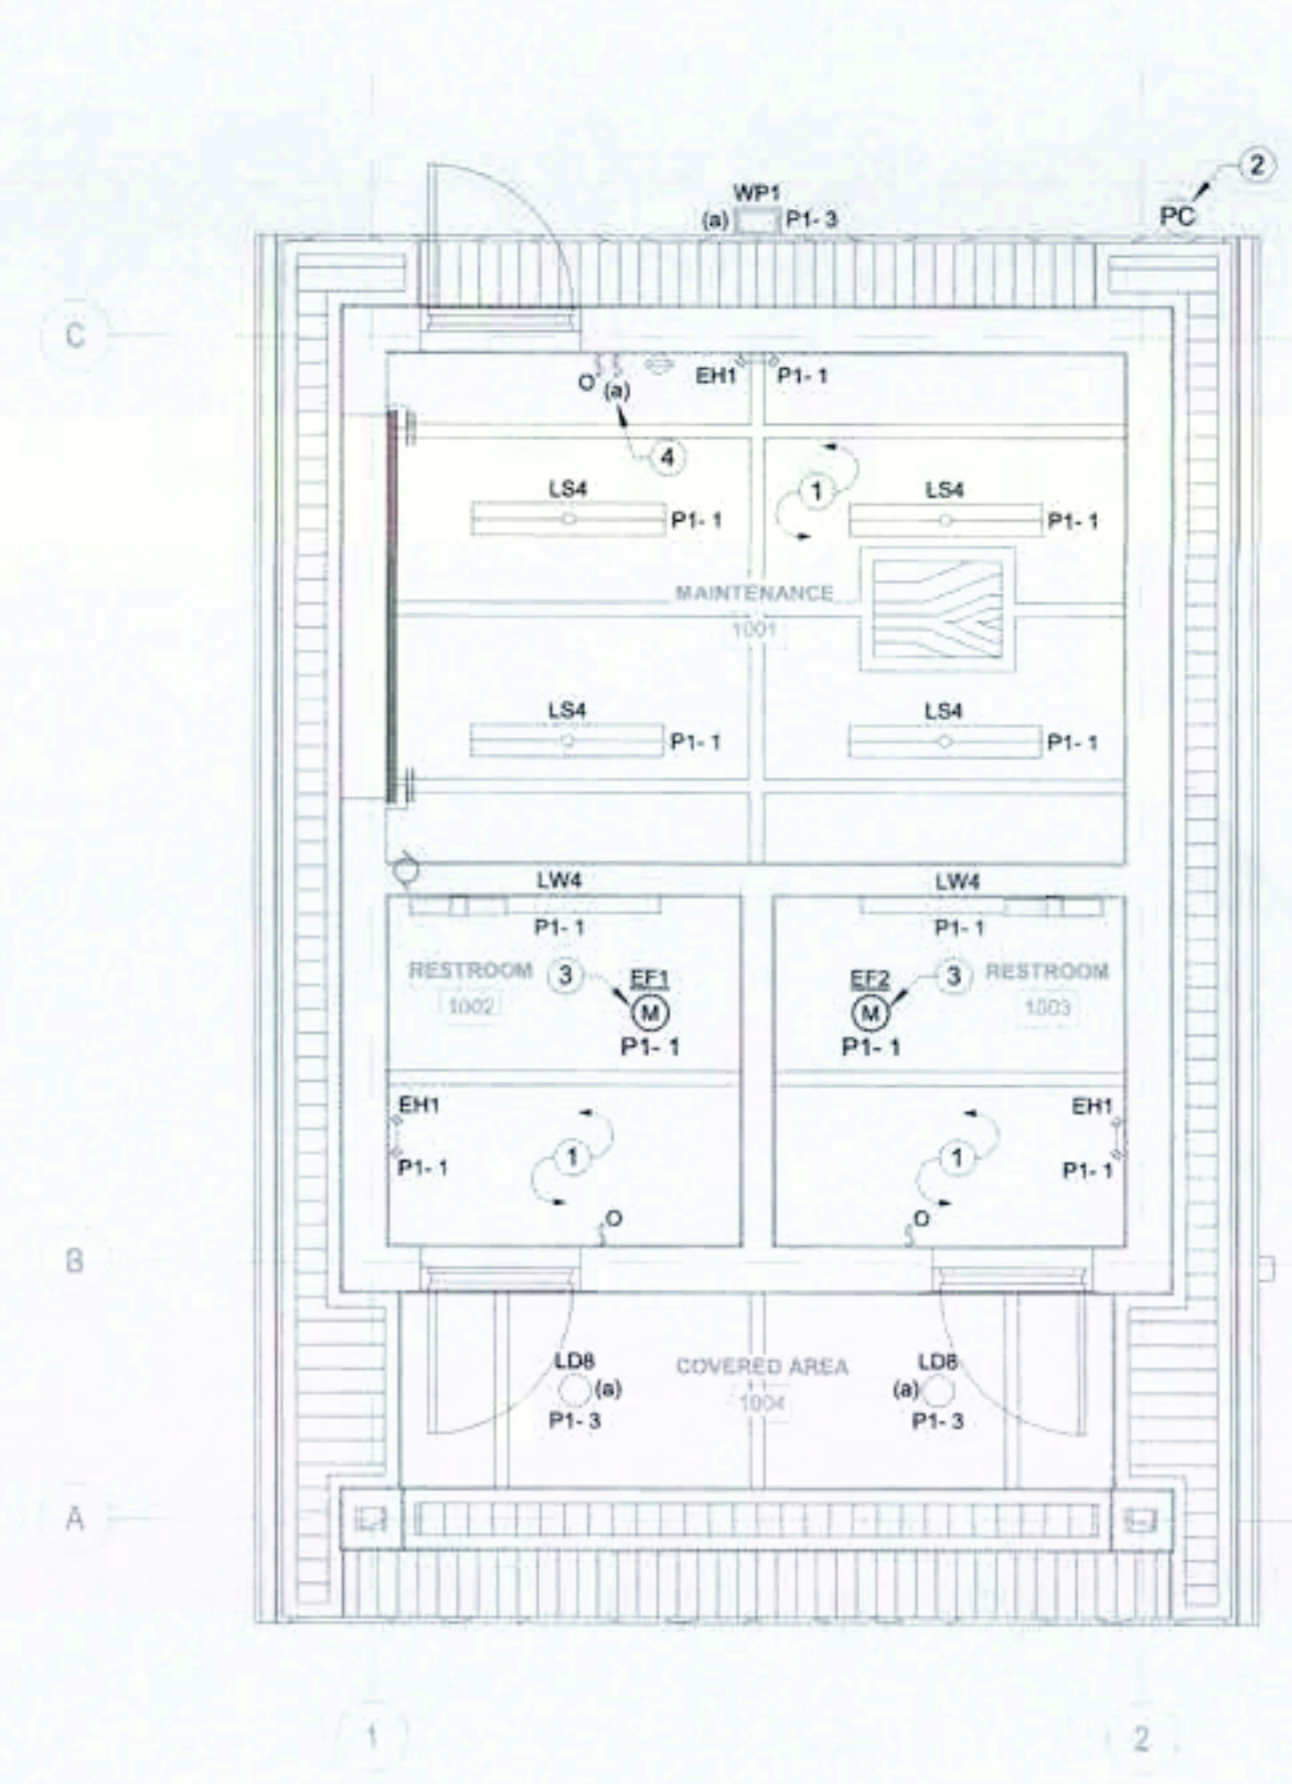 2
WP1
(a) P1- 3
PC
C
O (a)
EH1 P1- 1
4
1
LS4
P1- 1
LS4
P1- 1
MAINTENANCE
1001
LS4
P1- 1
LS4
P1- 1
LW4
P1- 1
LW4
P1- 1
RESTROOM
1002
3
EF1
M
P1- 1
EF2
M
P1- 1
3
RESTROOM
1003
EH1
P1- 1
1
O
EH1
P1- 1
1
O
B
LD8
(a)
P1- 3
COVERED AREA
1004
LD8
(a)
P1- 3
A
1
2